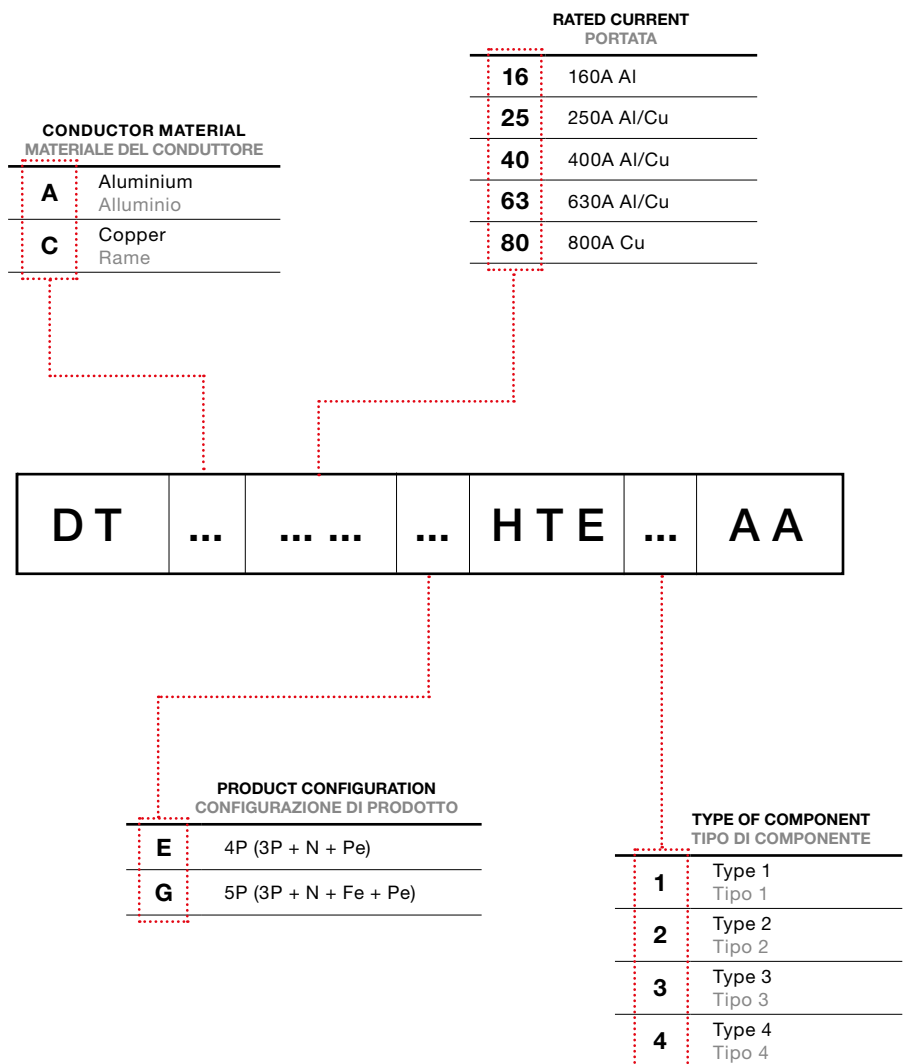 RATED CURRENT
PORTATA
16 160A Al
25 250A Al/Cu
40 400A Al/Cu
63 630A Al/Cu
80 800A Cu
CONDUCTOR MATERIAL
MATERIALE DEL CONDUTTORE
A Aluminium
Alluminio
C Copper
Rame
D T ... ... ... ... H T E ... A A
PRODUCT CONFIGURATION
CONFIGURAZIONE DI PRODOTTO
E 4P (3P + N + Pe)
G 5P (3P + N + Fe + Pe)
TYPE OF COMPONENT
TIPO DI COMPONENTE
1 Type 1
Tipo 1
2 Type 2
Tipo 2
3 Type 3
Tipo 3
4 Type 4
Tipo 4